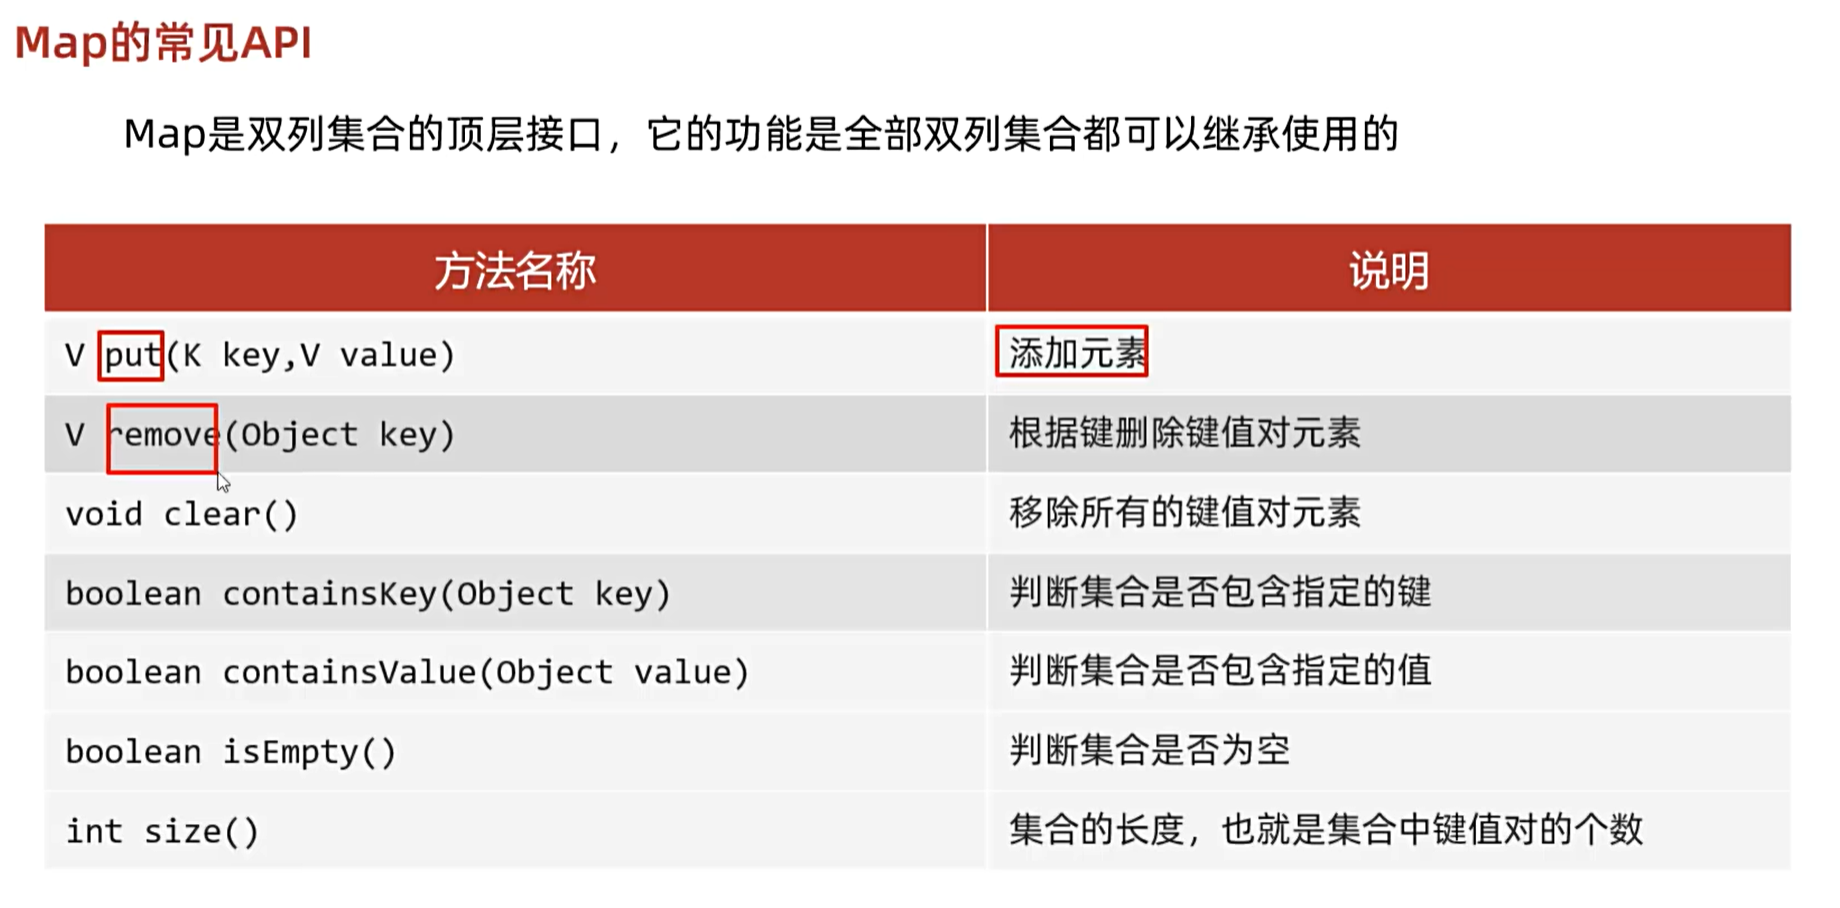 Map的常见API
Map是双列集合的顶层接口，它的功能是全部双列集合都可以继承使用的
方法名称 说明
V put(K key,V value) 添加元素
V remove(Object key) 根据键删除键值对元素
void clear() 移除所有的键值对元素
boolean containsKey(Object key) 判断集合是否包含指定的键
boolean containsValue(Object value) 判断集合是否包含指定的值
boolean isEmpty() 判断集合是否为空
int size() 集合的长度，也就是集合中键值对的个数